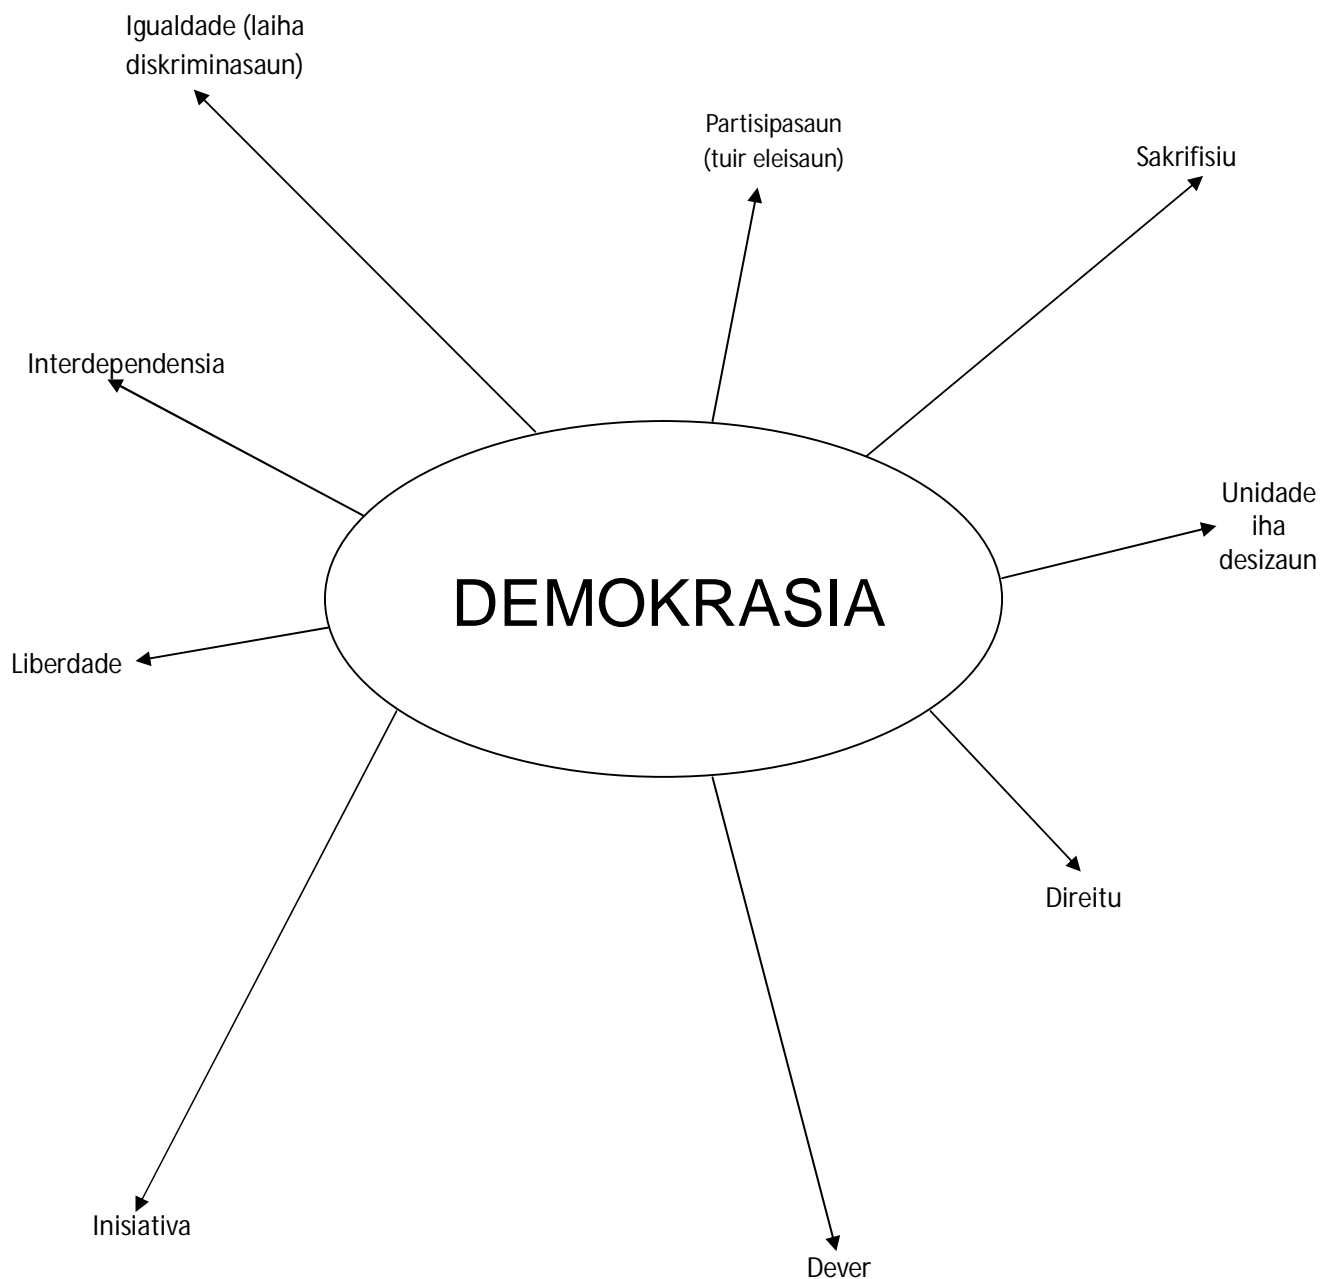 Igualdade (laiha
diskriminasaun)
Partisipasaun
(tuir eleisaun)
Sakrifisiu
Interdependensia
Unidade
iha
desizaun
DEMOKRASIA
Liberdade
Direitu
Inisiativa
Dever